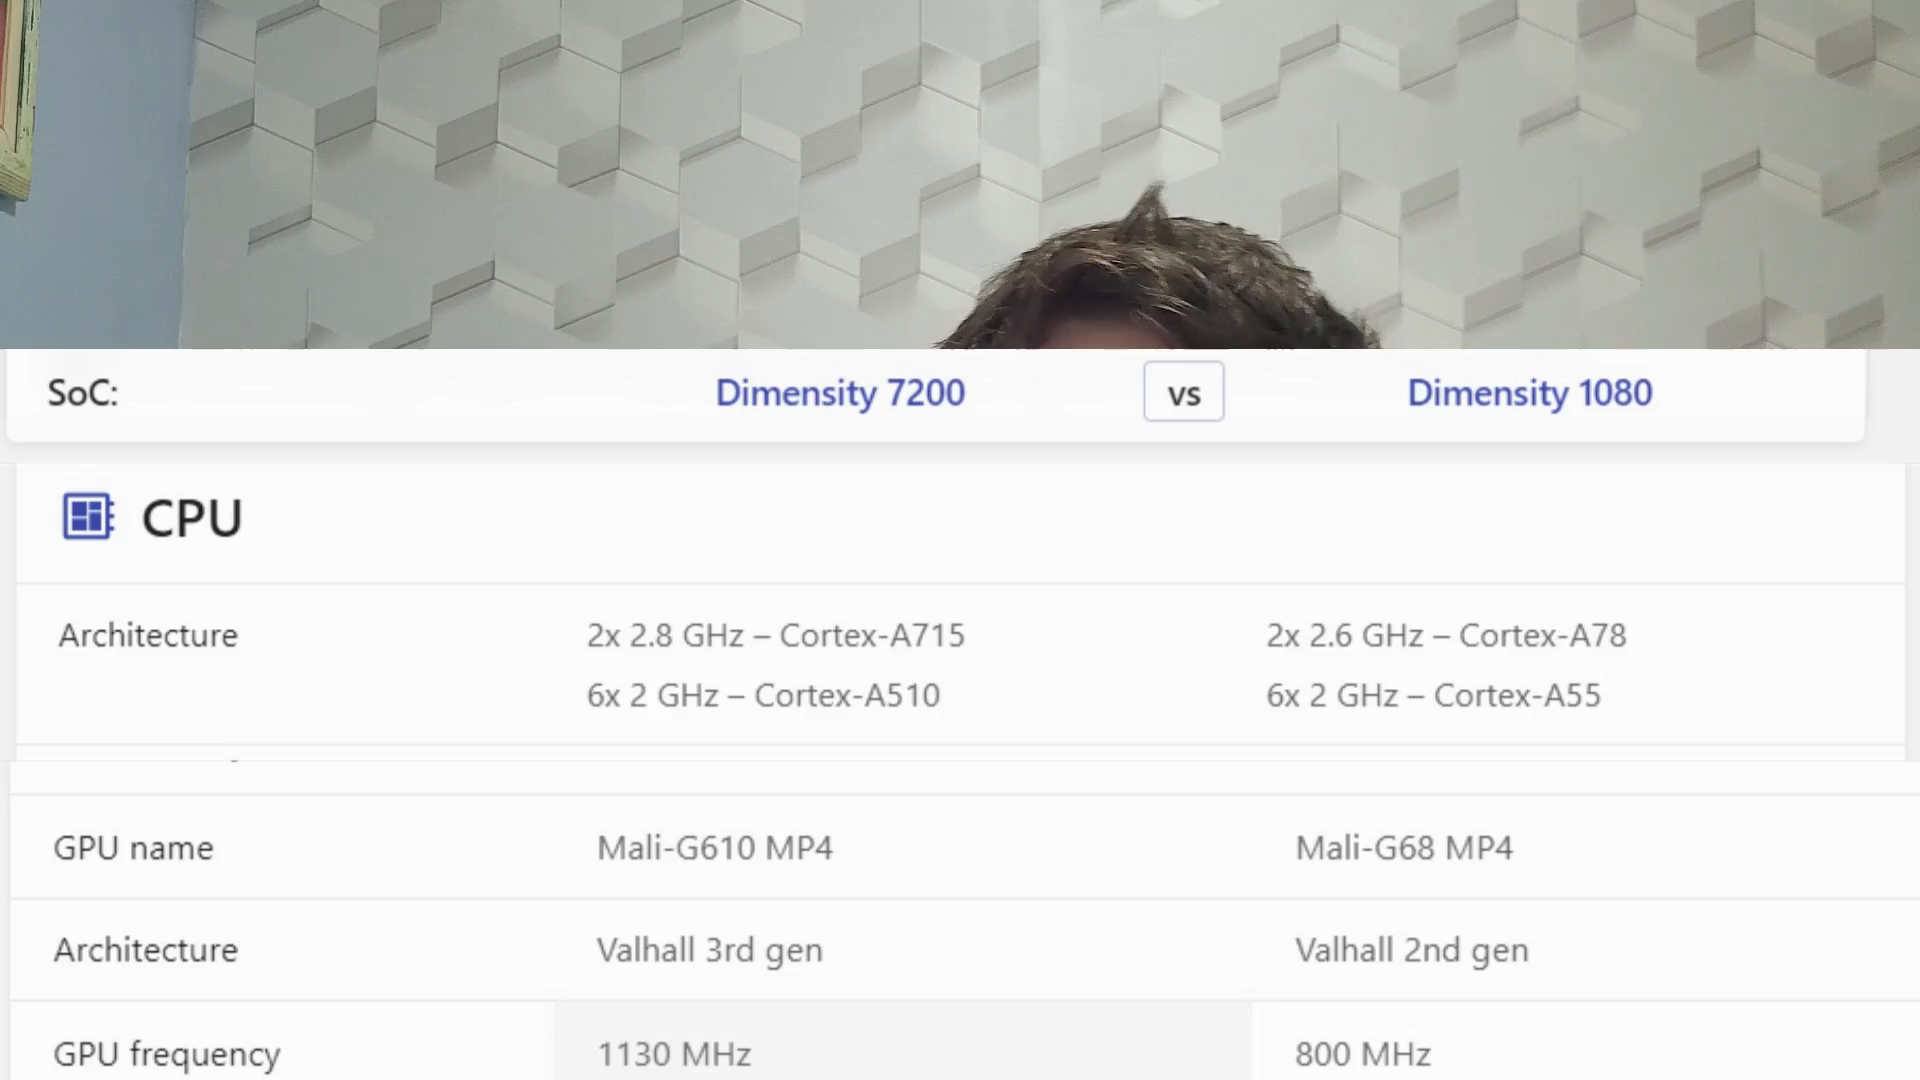 SoC: Dimensity 7200 vs Dimensity 1080
CPU
Architecture 2x 2.8 GHz – Cortex-A715 2x 2.6 GHz – Cortex-A78
6x 2 GHz – Cortex-A510 6x 2 GHz – Cortex-A55
GPU name Mali-G610 MP4 Mali-G68 MP4
Architecture Valhall 3rd gen Valhall 2nd gen
GPU frequency 1130 MHz 800 MHz